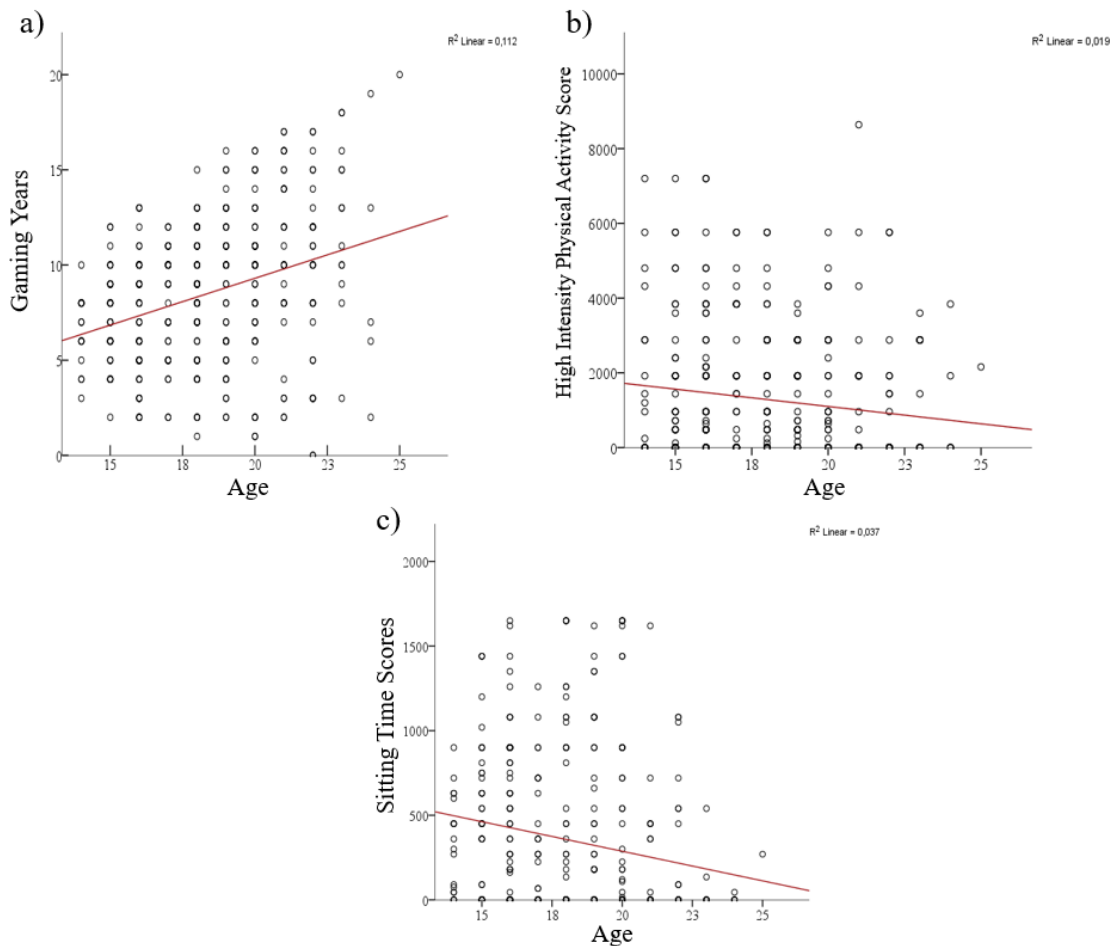 a)
R² Linear = 0,112
Gaming Years
20
15
10
5
0
15
18
20
23
25
Age
b)
R² Linear = 0,019
High Intensity Physical Activity Score
10000
8000
6000
4000
2000
0
15
18
20
23
25
Age
c)
R² Linear = 0,037
Sitting Time Scores
2000
1500
1000
500
0
15
18
20
23
25
Age